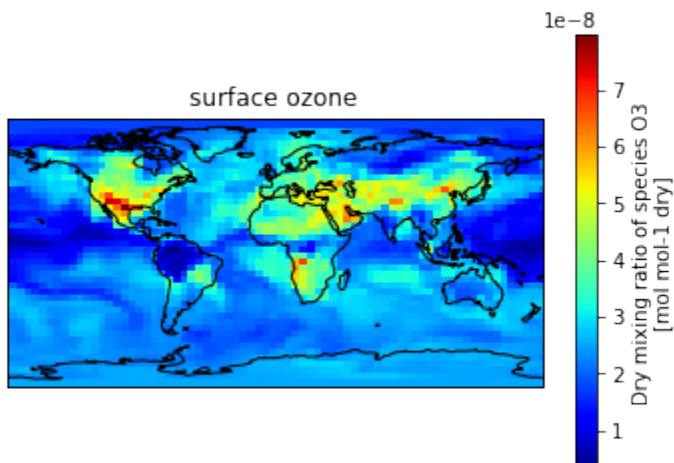 1e−8
surface ozone
7
6
5
4
3
2
1
Dry mixing ratio of species O3
[mol mol-1 dry]